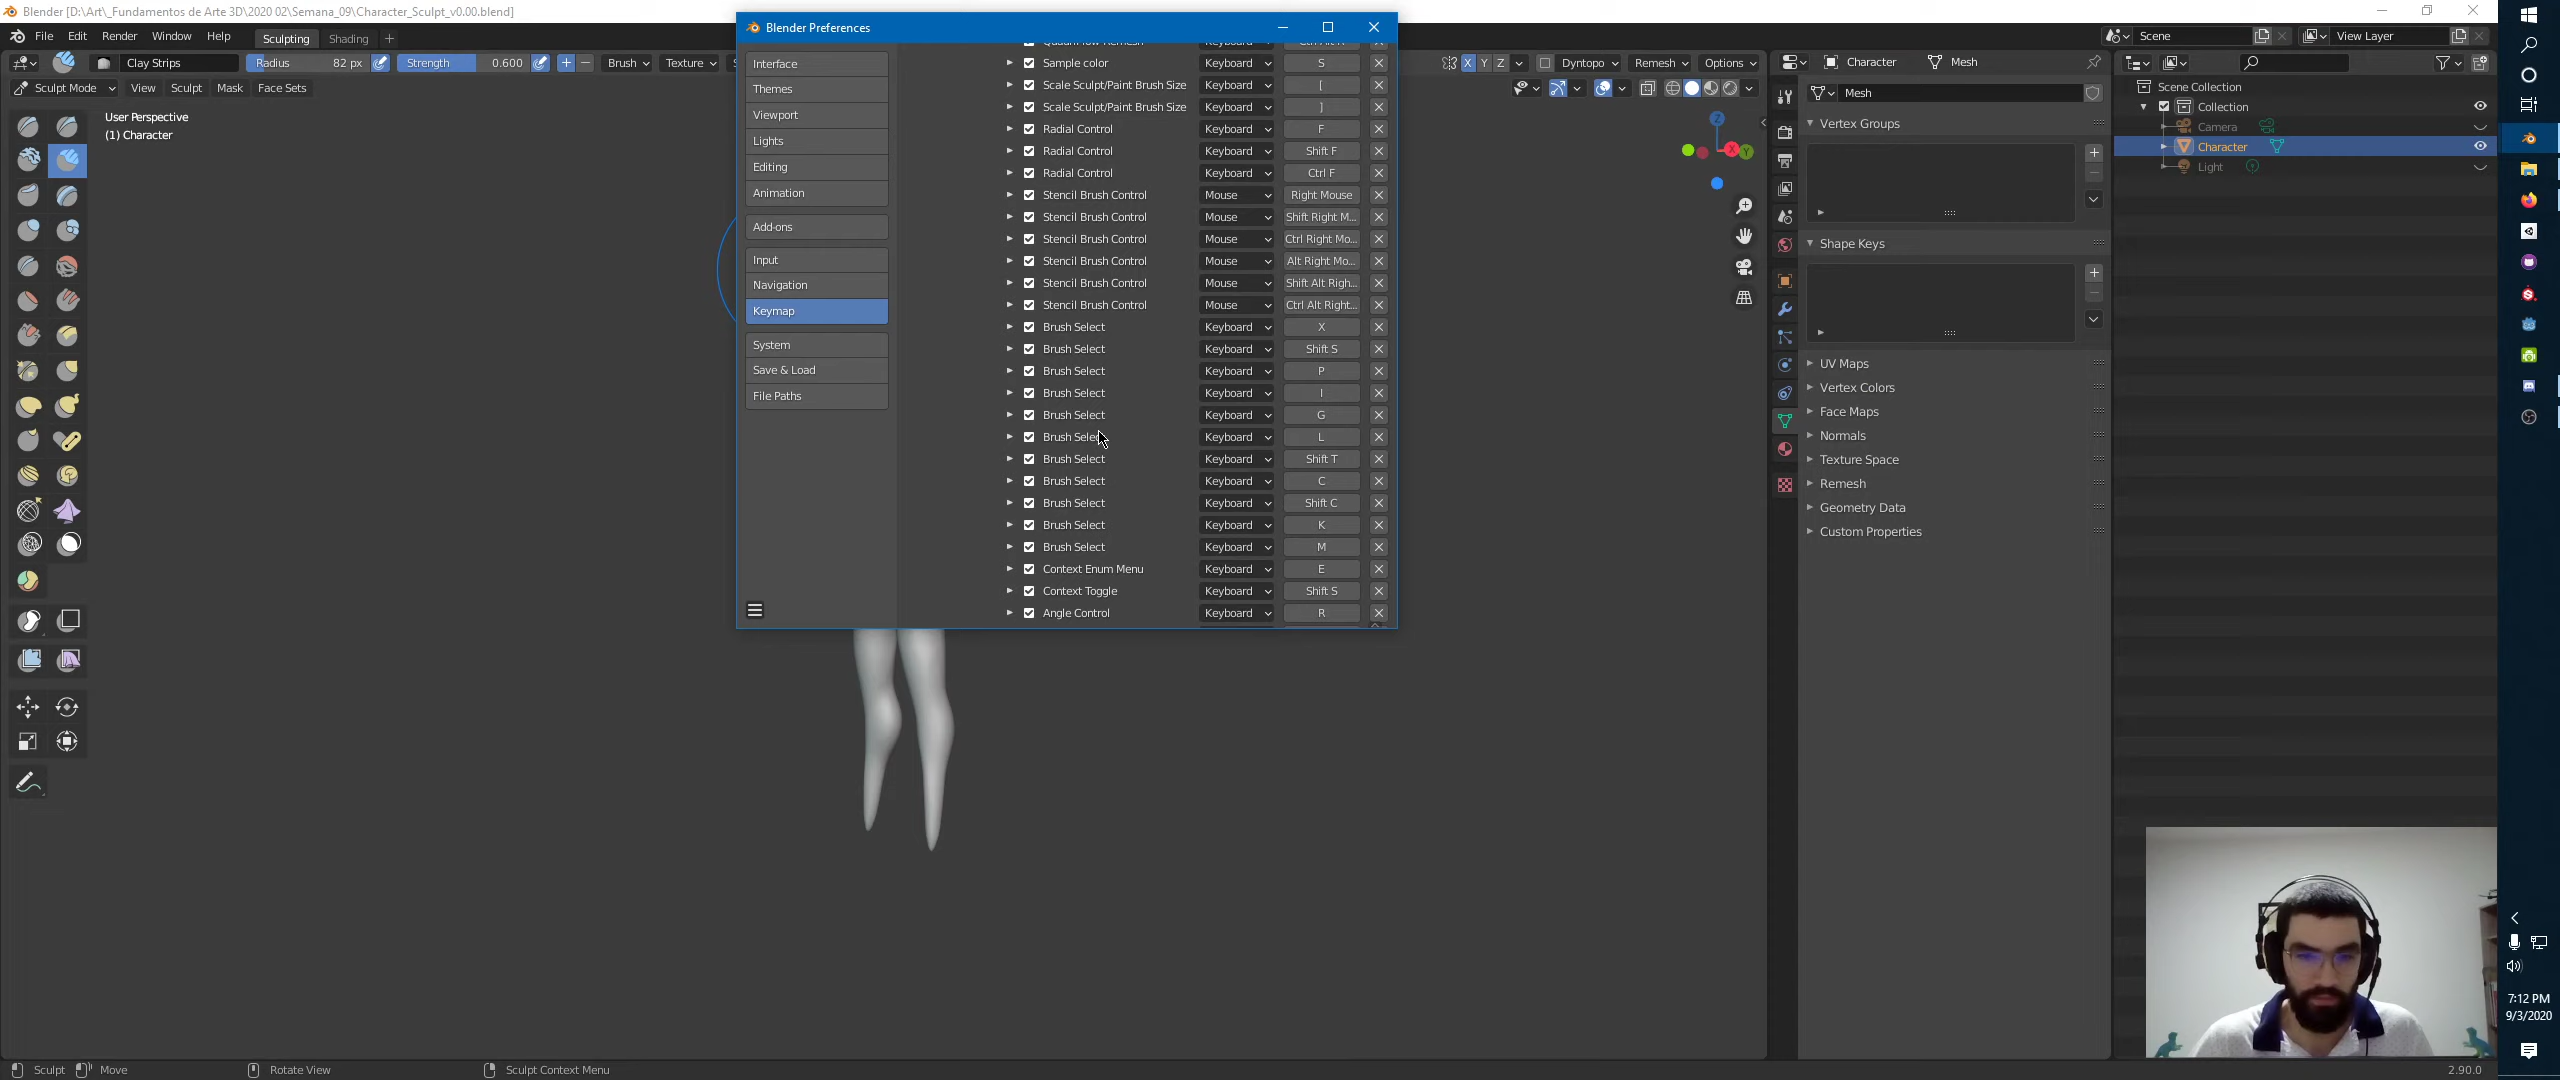 Blender [D:\Art\_Fundamentos de Arte 3D\2020 02\Semana_09\Character_Sculpt_v0.00.blend]
File Edit Render Window Help Sculpting Shading +
Scene View Layer
Clay Strips Radius 82 px Strength 0.600 Brush Texture
X Y Z Dyntopo Remesh Options
Sculpt Mode View Sculpt Mask Face Sets
User Perspective
(1) Character
Blender Preferences
Interface
Themes
Viewport
Lights
Editing
Animation
Add-ons
Input
Navigation
Keymap
System
Save & Load
File Paths
Sample color Keyboard S
Scale Sculpt/Paint Brush Size Keyboard [
Scale Sculpt/Paint Brush Size Keyboard ]
Radial Control Keyboard F
Radial Control Keyboard Shift F
Radial Control Keyboard Ctrl F
Stencil Brush Control Mouse Right Mouse
Stencil Brush Control Mouse Shift Right M...
Stencil Brush Control Mouse Ctrl Right Mo...
Stencil Brush Control Mouse Alt Right Mo...
Stencil Brush Control Mouse Shift Alt Righ...
Stencil Brush Control Mouse Ctrl Alt Right...
Brush Select Keyboard X
Brush Select Keyboard Shift S
Brush Select Keyboard P
Brush Select Keyboard I
Brush Select Keyboard G
Brush Select Keyboard L
Brush Select Keyboard Shift T
Brush Select Keyboard C
Brush Select Keyboard Shift C
Brush Select Keyboard K
Brush Select Keyboard M
Context Enum Menu Keyboard E
Context Toggle Keyboard Shift S
Angle Control Keyboard R
Z X Y
Character Mesh
Mesh
Vertex Groups
Shape Keys
UV Maps
Vertex Colors
Face Maps
Normals
Texture Space
Remesh
Geometry Data
Custom Properties
Scene Collection
Collection
Camera
Character
Light
7:12 PM
9/3/2020
Sculpt Move Rotate View Sculpt Context Menu 2.90.0